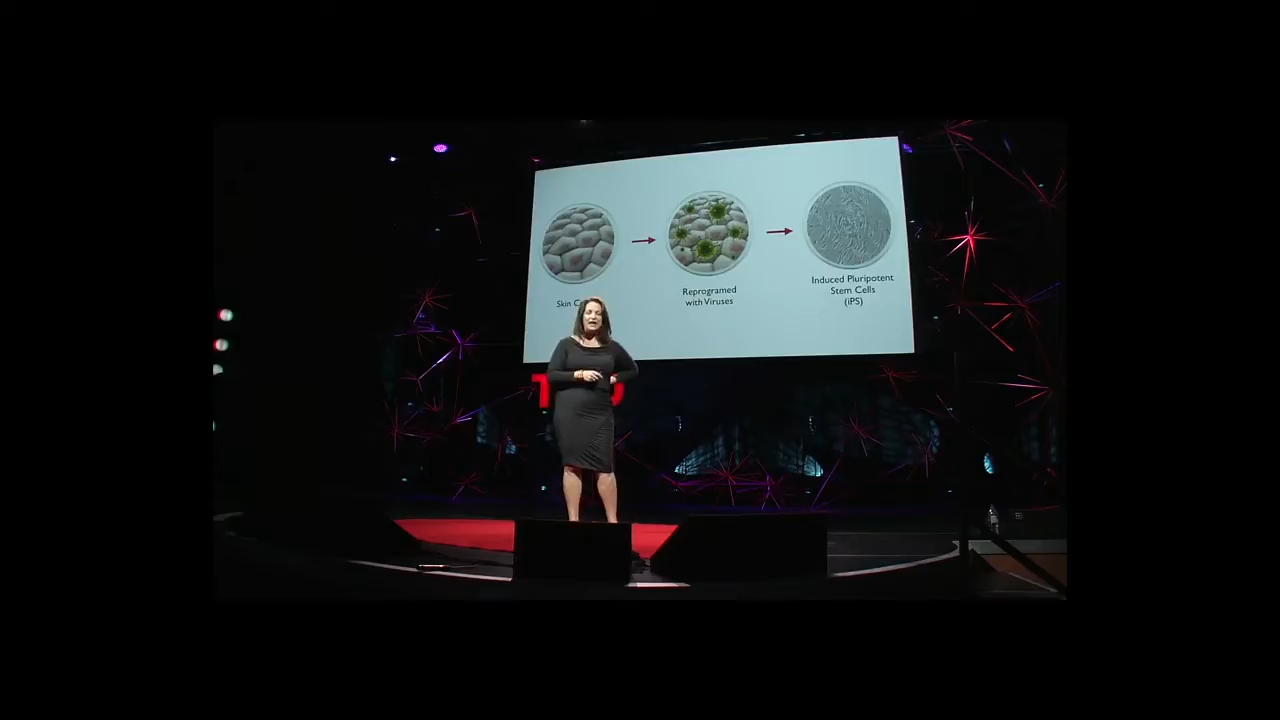 Skin
Reprogramed
with Viruses
Induced Pluripotent
Stem Cells
(iPS)
T D